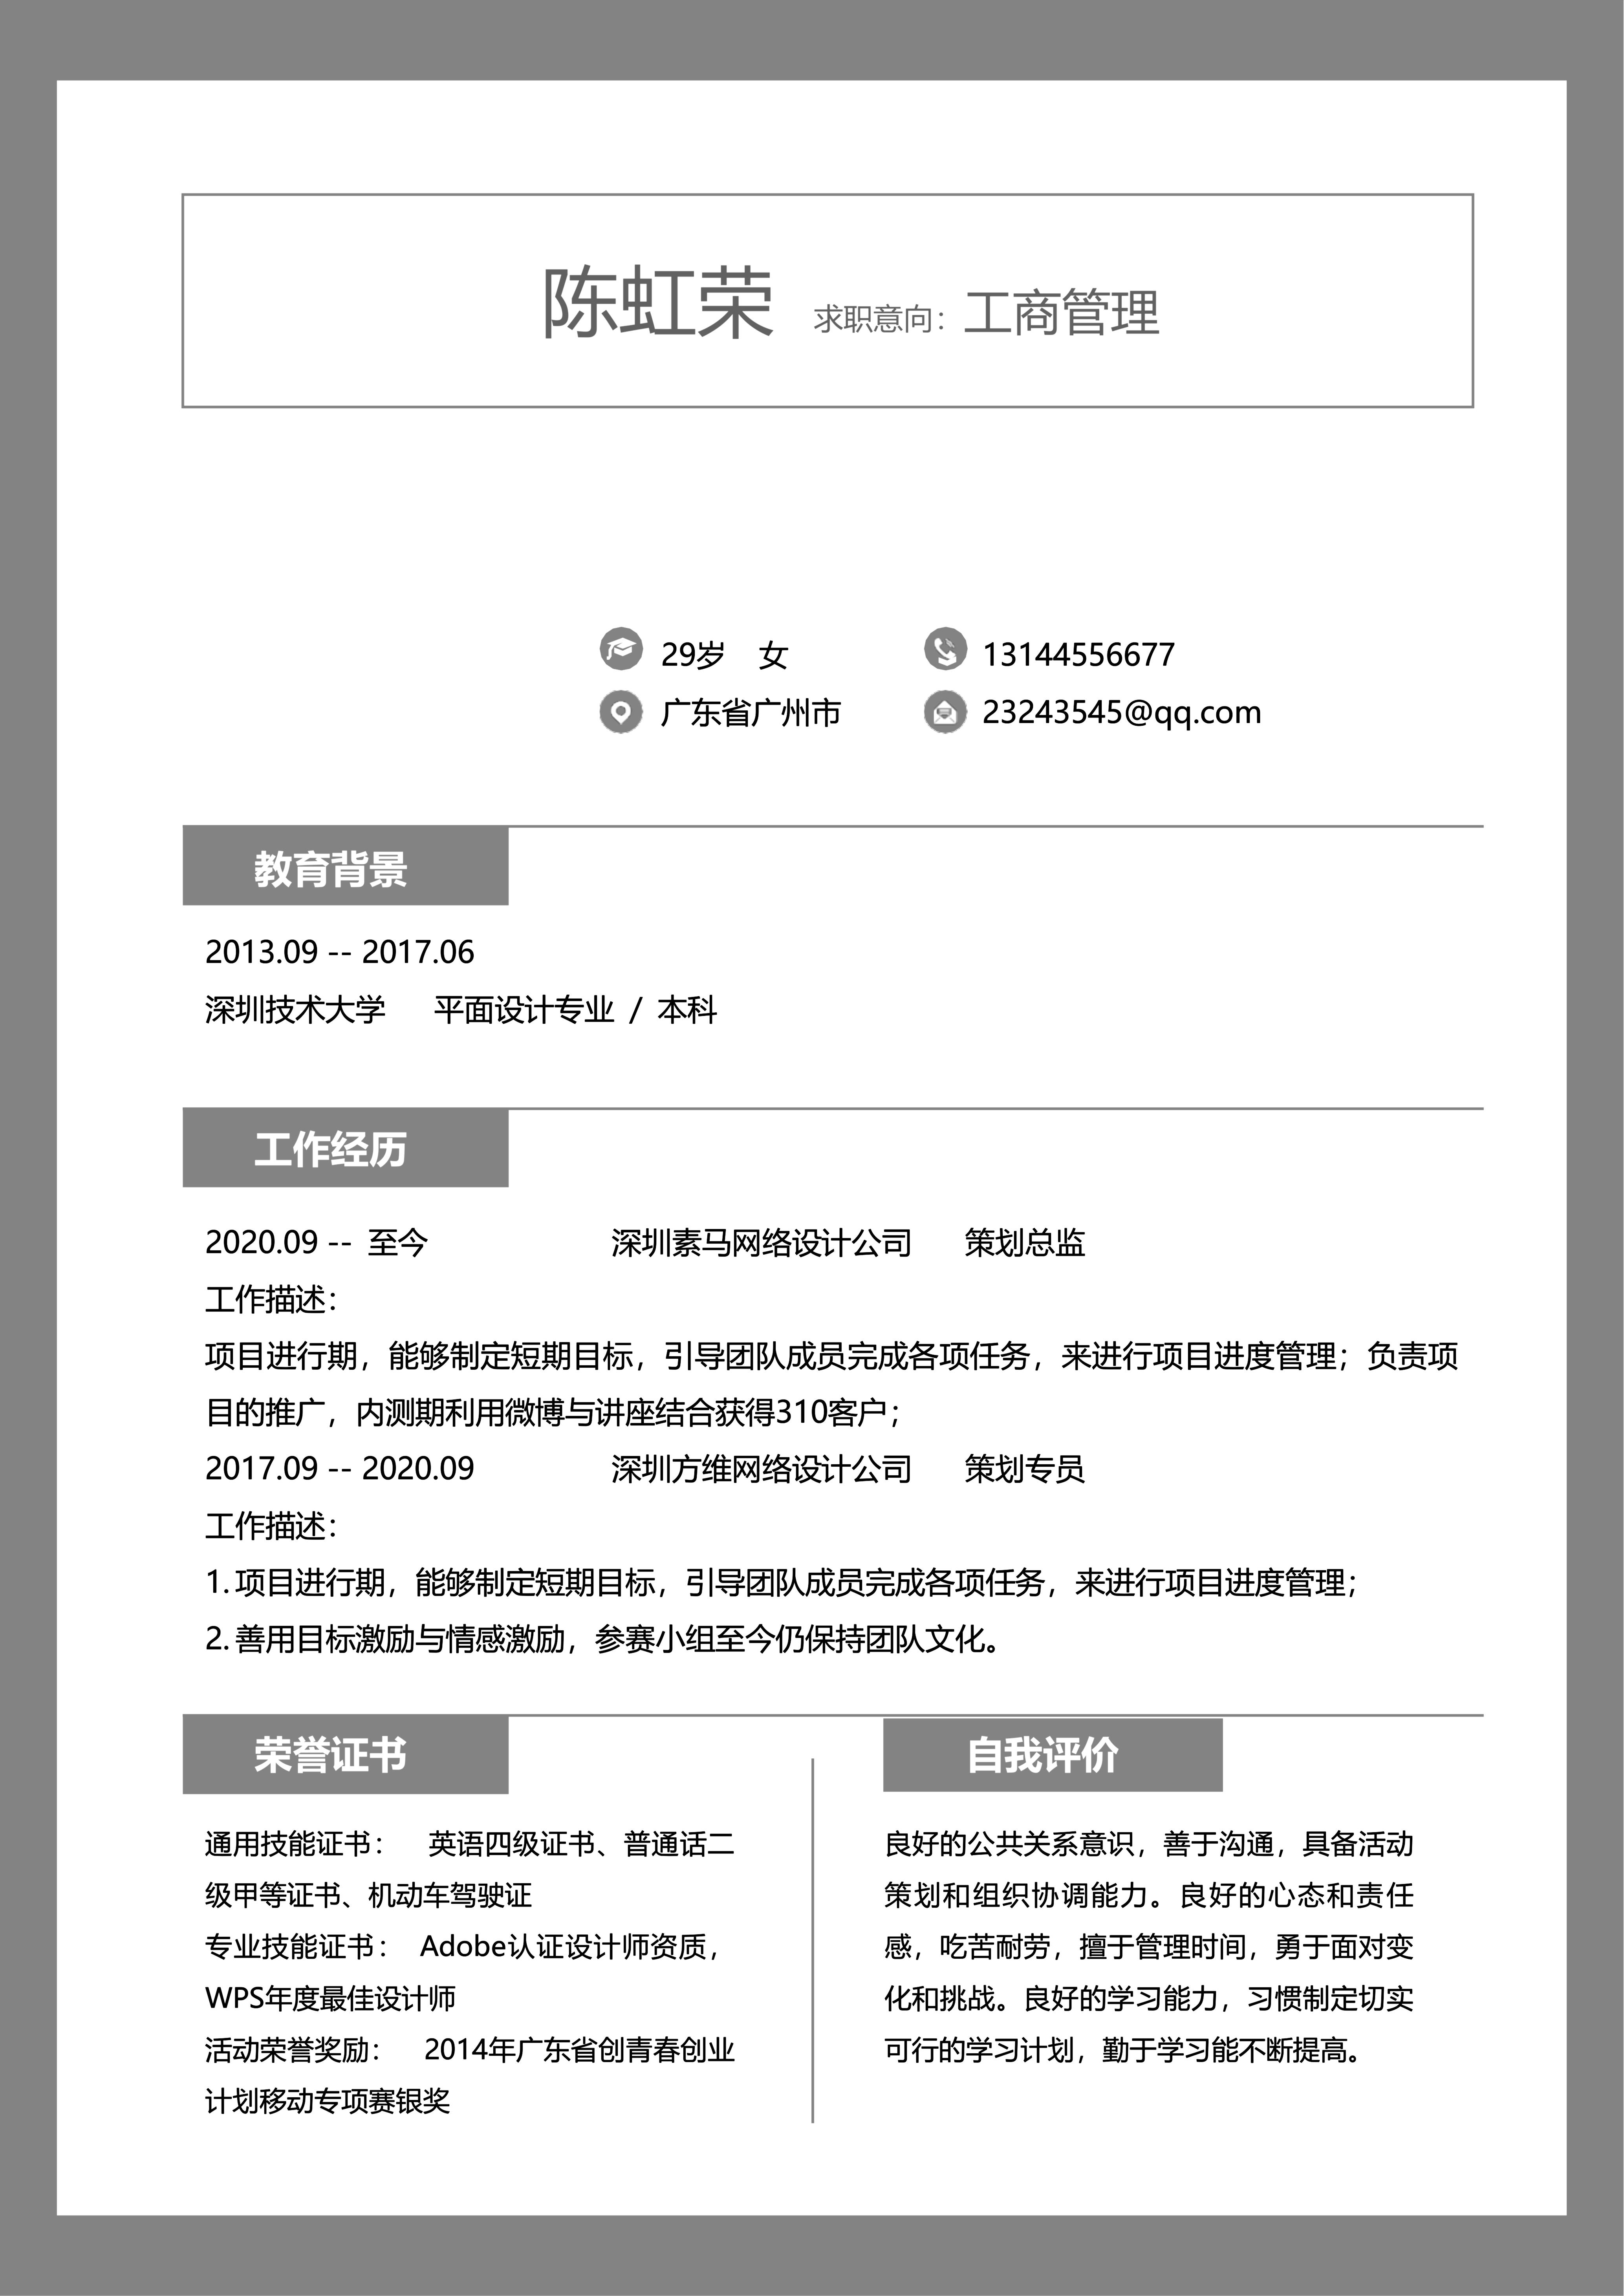 陈虹荣 求职意向：工商管理
29岁 女 13144556677
广东省广州市 23243545@qq.com
教育背景
2013.09 -- 2017.06
深圳技术大学 平面设计专业 / 本科
工作经历
2020.09 -- 至今 深圳素马网络设计公司 策划总监
工作描述：
项目进行期，能够制定短期目标，引导团队成员完成各项任务，来进行项目进度管理；负责项
目的推广，内测期利用微博与讲座结合获得310客户；
2017.09 -- 2020.09 深圳方维网络设计公司 策划专员
工作描述：
1. 项目进行期，能够制定短期目标，引导团队成员完成各项任务，来进行项目进度管理；
2. 善用目标激励与情感激励，参赛小组至今仍保持团队文化。
荣誉证书
通用技能证书： 英语四级证书、普通话二
级甲等证书、机动车驾驶证
专业技能证书： Adobe认证设计师资质，
WPS年度最佳设计师
活动荣誉奖励： 2014年广东省创青春创业
计划移动专项赛银奖
自我评价
良好的公共关系意识，善于沟通，具备活动
策划和组织协调能力。良好的心态和责任
感，吃苦耐劳，擅于管理时间，勇于面对变
化和挑战。良好的学习能力，习惯制定切实
可行的学习计划，勤于学习能不断提高。